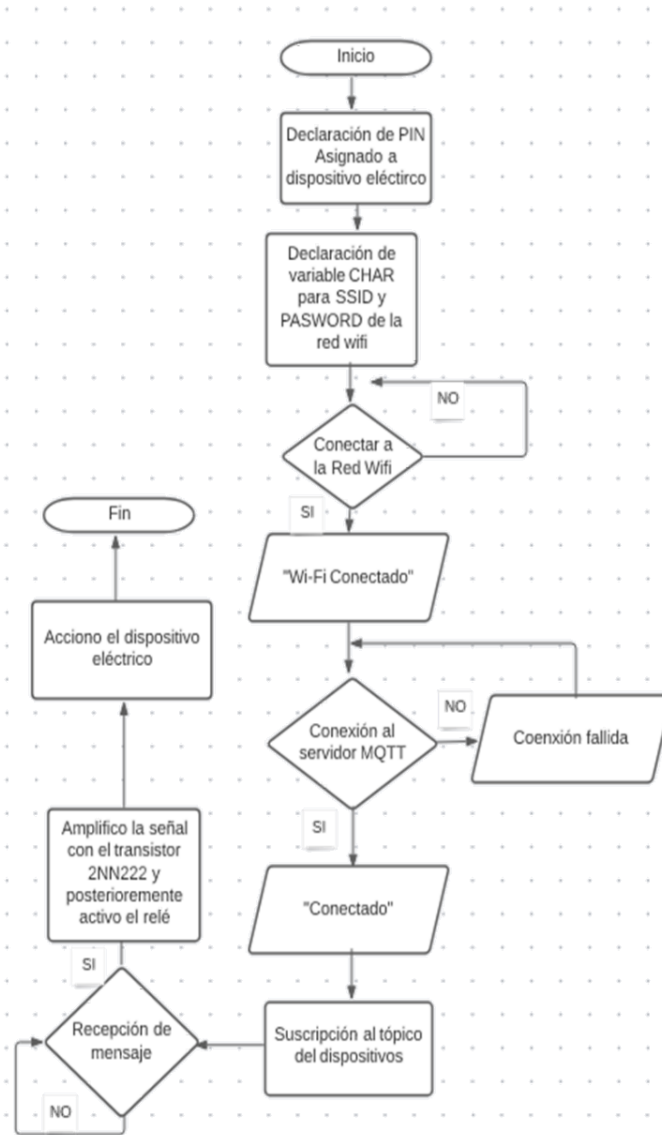 Inicio
Declaración de PIN
Asignado a
dispositivo eléctirco
Declaración de
variable CHAR
para SSID y
PASWORD de la
red wifi
NO
Conectar a
la Red Wifi
SI
"Wi-Fi Conectado"
Conexión al
servidor MQTT
NO
Coenxión fallida
SI
"Conectado"
Suscripción al tópico
del dispositivos
Recepción de
mensaje
NO
SI
Amplifico la señal
con el transistor
2NN222 y
posterioremente
activo el relé
Acciono el dispositivo
eléctrico
Fin